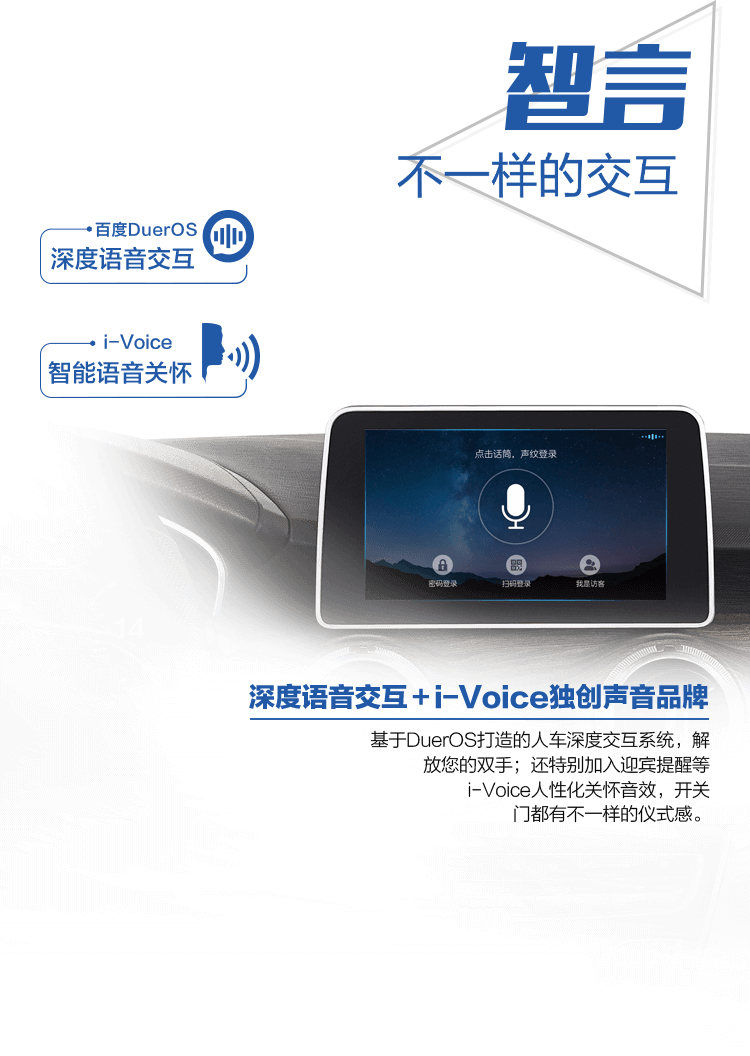 智言
不一样的交互
百度DuerOS
深度语音交互
i-Voice
智能语音关怀
点击话筒，声纹登录
密码登录
扫码登录
我是访客
14
深度语音交互+i-Voice独创声音品牌
基于DuerOS打造的人车深度交互系统，解
放您的双手；还特别加入迎宾提醒等
i-Voice人性化关怀音效，开关
门都有不一样的仪式感。